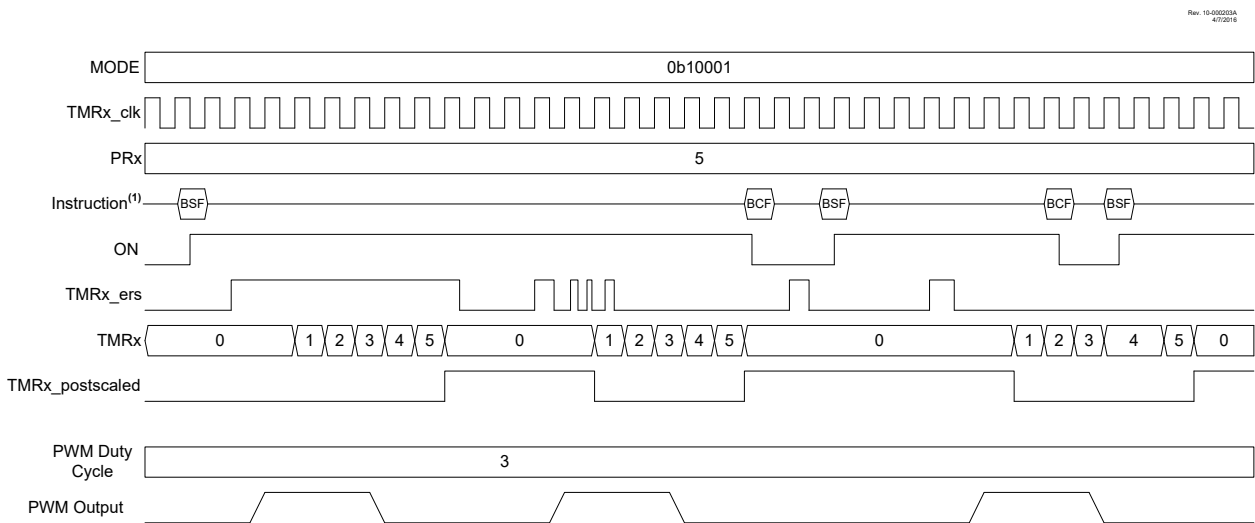 Rev. 10-000203A
4/7/2016
MODE 0b10001
TMRx_clk
PRx 5
Instruction(1) BSF BCF BSF BCF BSF
ON
TMRx_ers
TMRx 0 1 2 3 4 5 0 1 2 3 4 5 0 1 2 3 4 5 0
TMRx_postscaled
PWM Duty
Cycle 3
PWM Output